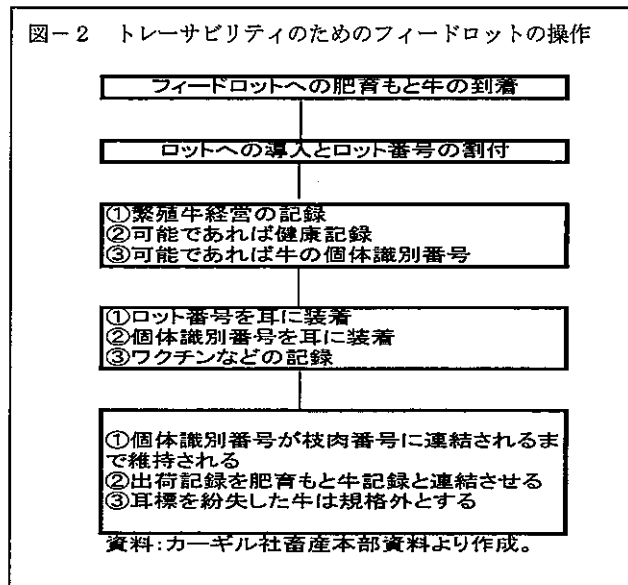 図－2 トレーサビリティのためのフィードロットの操作
フィードロットへの肥育もと牛の到着
ロットへの導入とロット番号の割付
①繁殖牛経営の記録
②可能であれば健康記録
③可能であれば牛の個体識別番号
①ロット番号を耳に装着
②個体識別番号を耳に装着
③ワクチンなどの記録
①個体識別番号が枝肉番号に連結されるま
で維持される
②出荷記録を肥育もと牛記録と連結させる
③耳標を紛失した牛は規格外とする
資料:カーギル社畜産本部資料より作成。